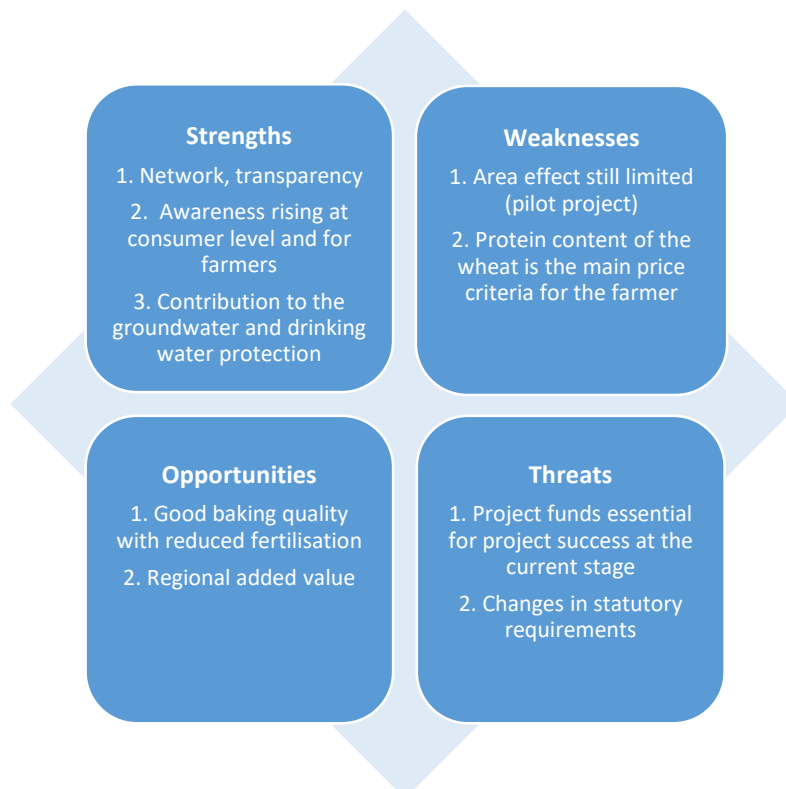 Strengths
1. Network, transparency
2. Awareness rising at
consumer level and for
farmers
3. Contribution to the
groundwater and drinking
water protection
Weaknesses
1. Area effect still limited
(pilot project)
2. Protein content of the
wheat is the main price
criteria for the farmer
Opportunities
1. Good baking quality
with reduced fertilisation
2. Regional added value
Threats
1. Project funds essential
for project success at the
current stage
2. Changes in statutory
requirements